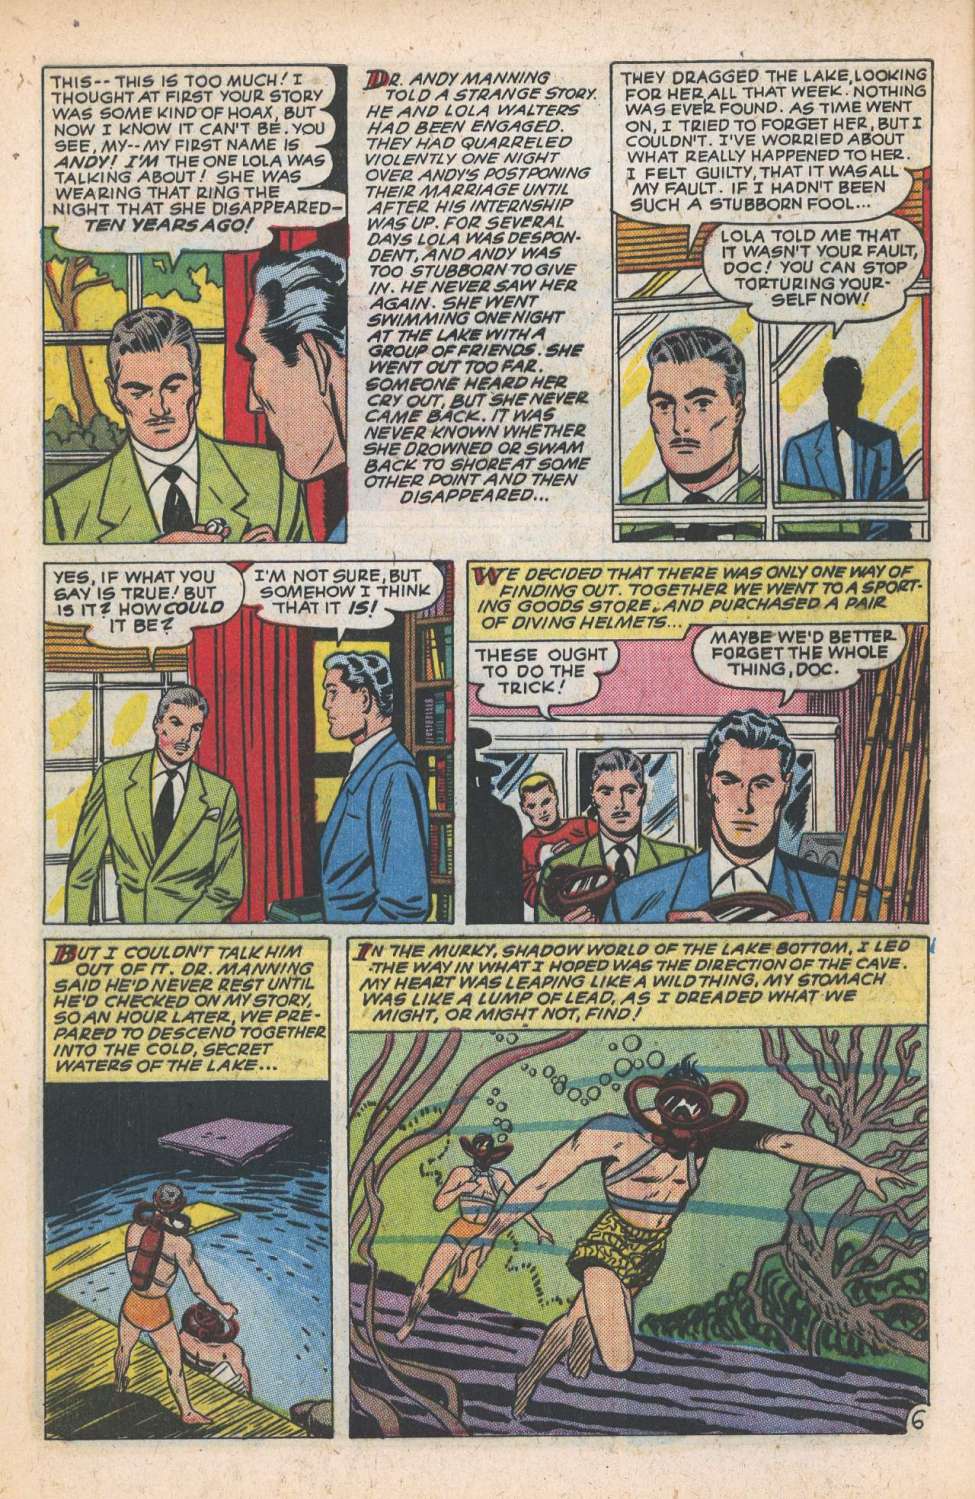 THIS-- THIS IS TOO MUCH! I
THOUGHT AT FIRST YOUR STORY
WAS SOME KIND OF HOAX, BUT
NOW I KNOW IT CAN'T BE. YOU
SEE, MY-- MY FIRST NAME IS
ANDY! I'M THE ONE LOLA WAS
TALKING ABOUT! SHE WAS
WEARING THAT RING THE
NIGHT THAT SHE DISAPPEARED—
TEN YEARS AGO!
DR. ANDY MANNING
TOLD A STRANGE STORY.
HE AND LOLA WALTERS
HAD BEEN ENGAGED.
THEY HAD QUARRELED
VIOLENTLY ONE NIGHT
OVER ANDY'S POSTPONING
THEIR MARRIAGE UNTIL
AFTER HIS INTERNSHIP
WAS UP. FOR SEVERAL
DAYS LOLA WAS DESPON-
DENT, AND ANDY WAS
TOO STUBBORN TO GIVE
IN. HE NEVER SAW HER
AGAIN. SHE WENT
SWIMMING ONE NIGHT
AT THE LAKE WITH A
GROUP OF FRIENDS. SHE
WENT OUT TOO FAR.
SOMEONE HEARD HER
CRY OUT, BUT SHE NEVER
CAME BACK. IT WAS
NEVER KNOWN WHETHER
SHE DROWNED OR SWAM
BACK TO SHORE AT SOME
OTHER POINT AND THEN
DISAPPEARED...
THEY DRAGGED THE LAKE, LOOKING
FOR HER, ALL THAT WEEK. NOTHING
WAS EVER FOUND. AS TIME WENT
ON, I TRIED TO FORGET HER, BUT I
COULDN'T. I'VE WORRIED ABOUT
WHAT REALLY HAPPENED TO HER.
I FELT GUILTY, THAT IT WAS ALL
MY FAULT. IF I HADN'T BEEN
SUCH A STUBBORN FOOL...
LOLA TOLD ME THAT
IT WASN'T YOUR FAULT,
DOC! YOU CAN STOP
TORTURING YOUR-
SELF NOW!
YES, IF WHAT YOU
SAY IS TRUE! BUT
IS IT? HOW COULD
IT BE?
I'M NOT SURE, BUT
SOMEHOW I THINK
THAT IT IS!
WE DECIDED THAT THERE WAS ONLY ONE WAY OF
FINDING OUT. TOGETHER WE WENT TO A SPORT-
ING GOODS STORE, AND PURCHASED A PAIR
OF DIVING HELMETS...
THESE OUGHT
TO DO THE
TRICK!
MAYBE WE'D BETTER
FORGET THE WHOLE
THING, DOC.
BUT I COULDN'T TALK HIM
OUT OF IT. DR. MANNING
SAID HE'D NEVER REST UNTIL
HE'D CHECKED ON MY STORY,
SO AN HOUR LATER, WE PRE-
PARED TO DESCEND TOGETHER
INTO THE COLD, SECRET
WATERS OF THE LAKE...
IN THE MURKY, SHADOW WORLD OF THE LAKE BOTTOM, I LED
THE WAY IN WHAT I HOPED WAS THE DIRECTION OF THE CAVE.
MY HEART WAS LEAPING LIKE A WILD THING, MY STOMACH
WAS LIKE A LUMP OF LEAD, AS I DREADED WHAT WE
MIGHT, OR MIGHT NOT, FIND!
6